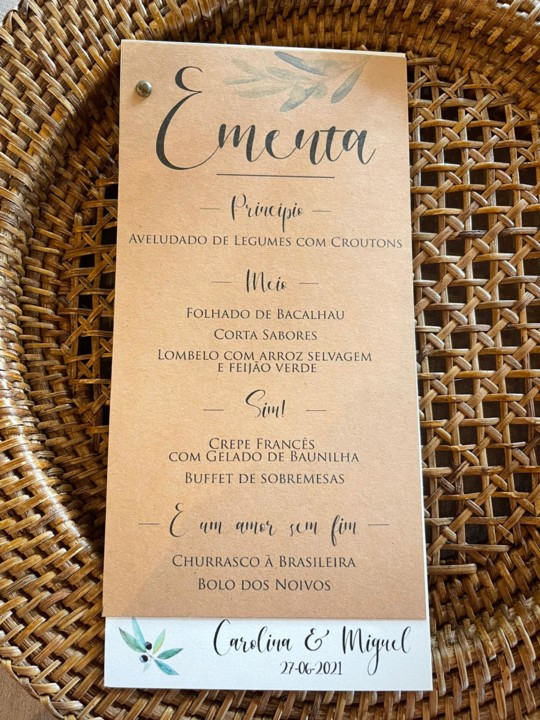 Ementa
Princípio
Aveludado de Legumes com Croutons
Meio
Folhado de Bacalhau
Corta Sabores
Lombelo com arroz selvagem
e feijão verde
Sim!
Crepe Francês
com Gelado de Baunilha
Buffet de sobremesas
E um amor sem fim
Churrasco à Brasileira
Bolo dos Noivos
Carolina & Miguel
27-06-2021